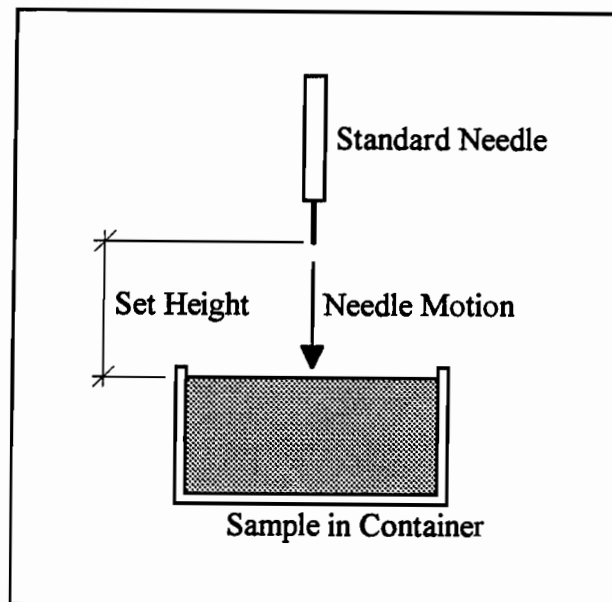 Standard Needle
Set Height
Needle Motion
Sample in Container